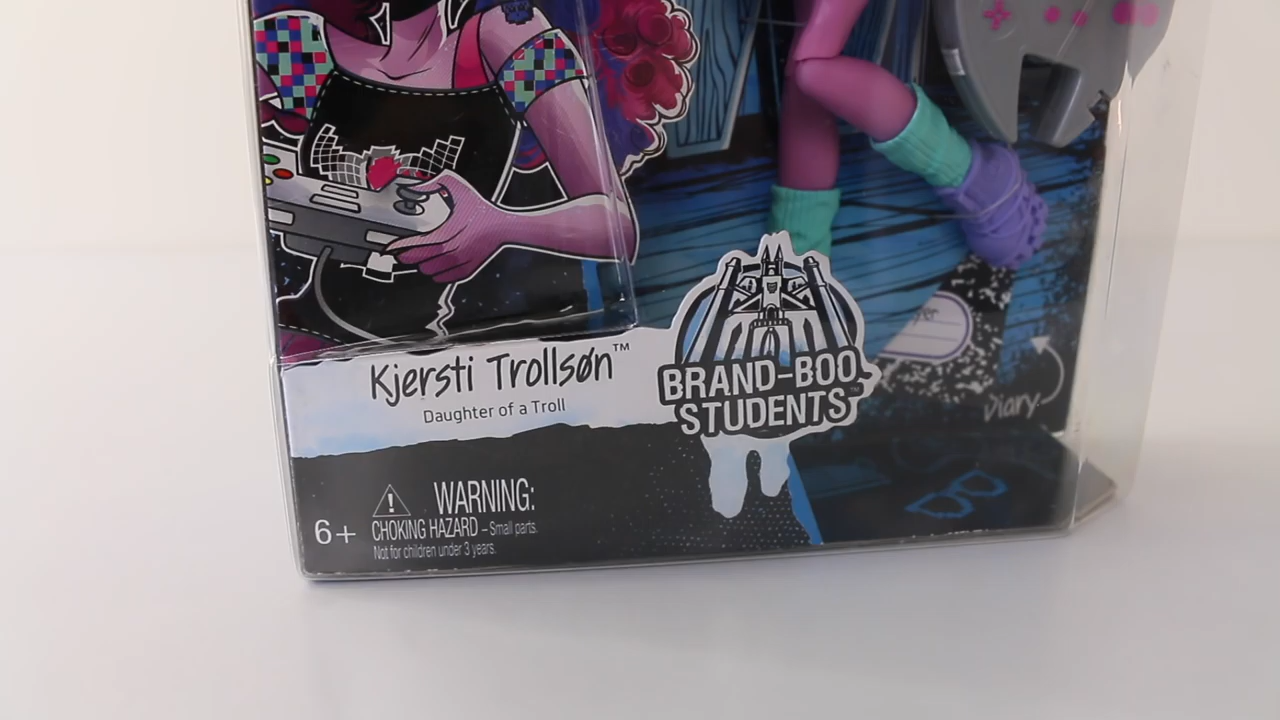 Kjersti Trollsøn™
Daughter of a Troll
BRAND-BOO
STUDENTS™
Diary
WARNING:
CHOKING HAZARD – Small parts.
Not for children under 3 years.
6+